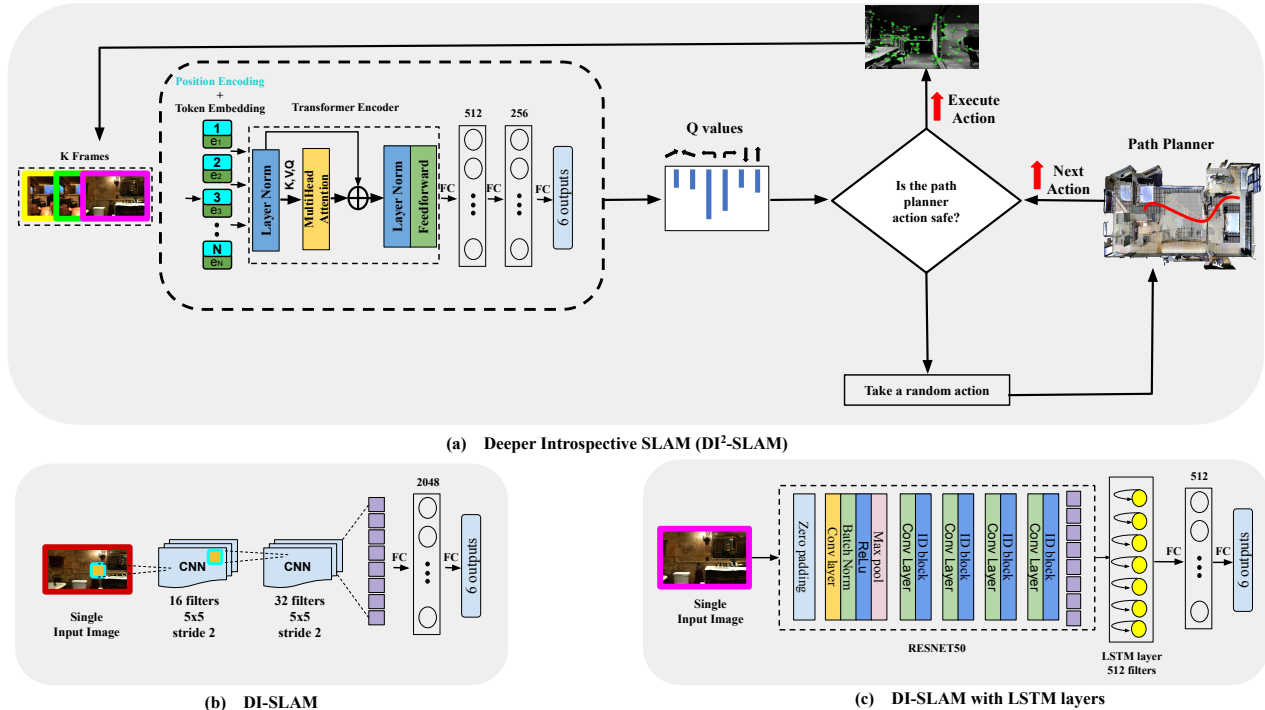 Position Encoding
+
Token Embedding
Transformer Encoder
512
256
1
e1
2
e2
3
e3
N
eN
Layer Norm
K,V,Q
MultiHead
Attention
Layer Norm
Feedforward
FC
FC
FC
6 outputs
K Frames
Q values
Execute
Action
Is the path
planner
action safe?
Next
Action
Path Planner
Take a random action
(a) Deeper Introspective SLAM (DI²-SLAM)
Single
Input Image
CNN
16 filters
5x5
stride 2
CNN
32 filters
5x5
stride 2
FC
2048
FC
6 outputs
(b) DI-SLAM
Single
Input Image
Zero padding
Conv layer
Batch Norm
ReLu
Max pool
Conv Layer
ID block
Conv Layer
ID block
Conv Layer
ID block
Conv Layer
ID block
RESNET50
LSTM layer
512 filters
FC
512
FC
6 outputs
(c) DI-SLAM with LSTM layers